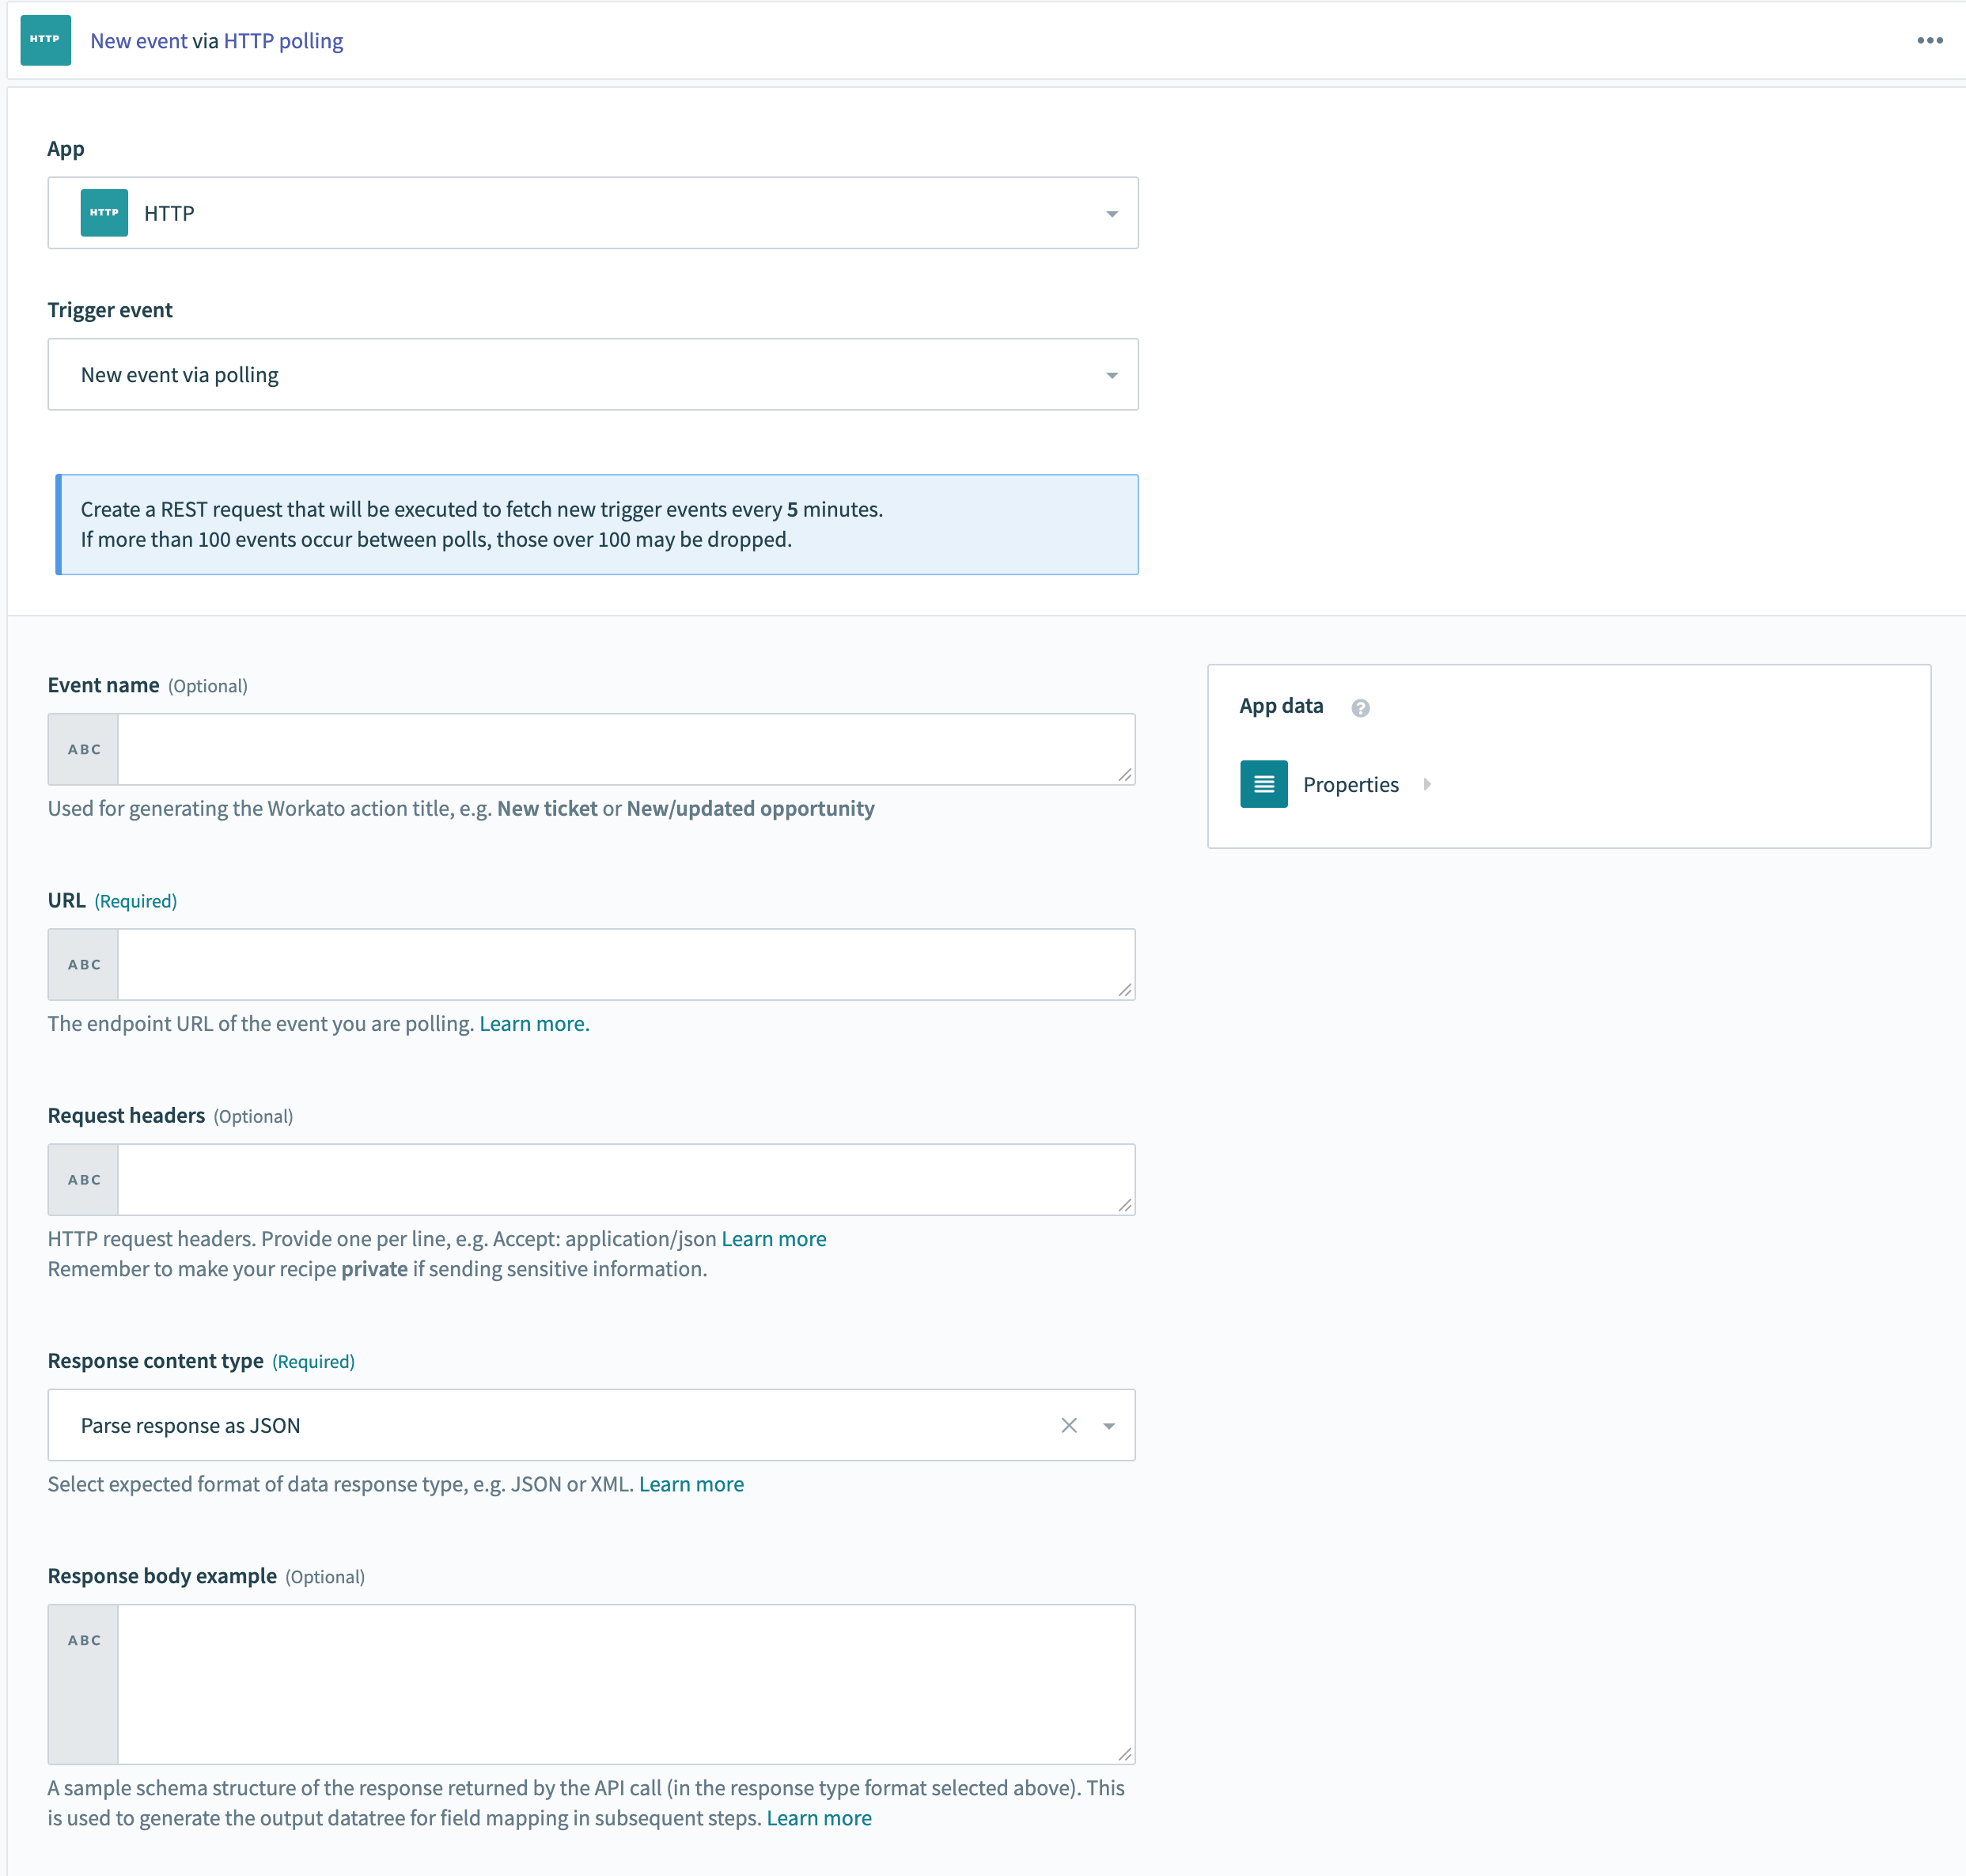 HTTP
New event via HTTP polling
App
HTTP
HTTP
Trigger event
New event via polling
Create a REST request that will be executed to fetch new trigger events every 5 minutes.
If more than 100 events occur between polls, those over 100 may be dropped.
Event name (Optional)
ABC
Used for generating the Workato action title, e.g. New ticket or New/updated opportunity
App data ?
Properties
URL (Required)
ABC
The endpoint URL of the event you are polling. Learn more.
Request headers (Optional)
ABC
HTTP request headers. Provide one per line, e.g. Accept: application/json Learn more
Remember to make your recipe private if sending sensitive information.
Response content type (Required)
Parse response as JSON
Select expected format of data response type, e.g. JSON or XML. Learn more
Response body example (Optional)
ABC
A sample schema structure of the response returned by the API call (in the response type format selected above). This
is used to generate the output datatree for field mapping in subsequent steps. Learn more